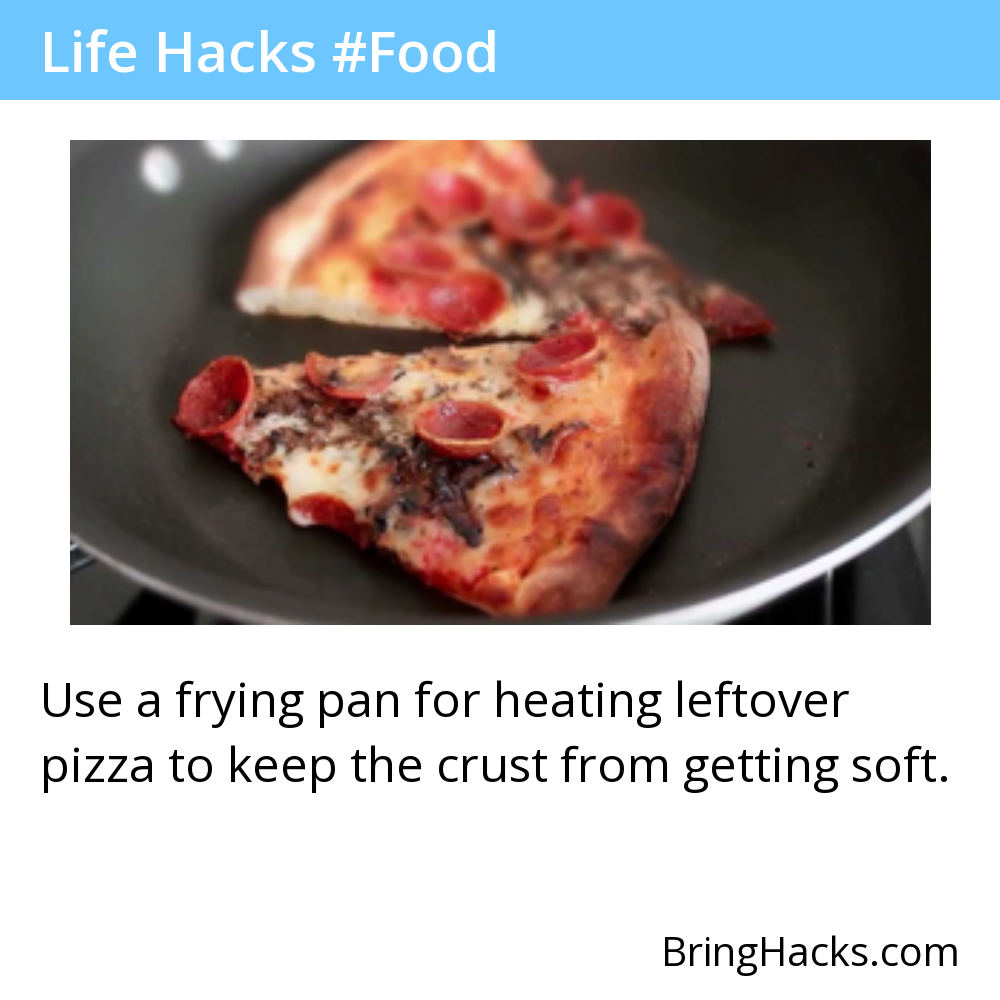 Life Hacks #Food
Use a frying pan for heating leftover
pizza to keep the crust from getting soft.
BringHacks.com